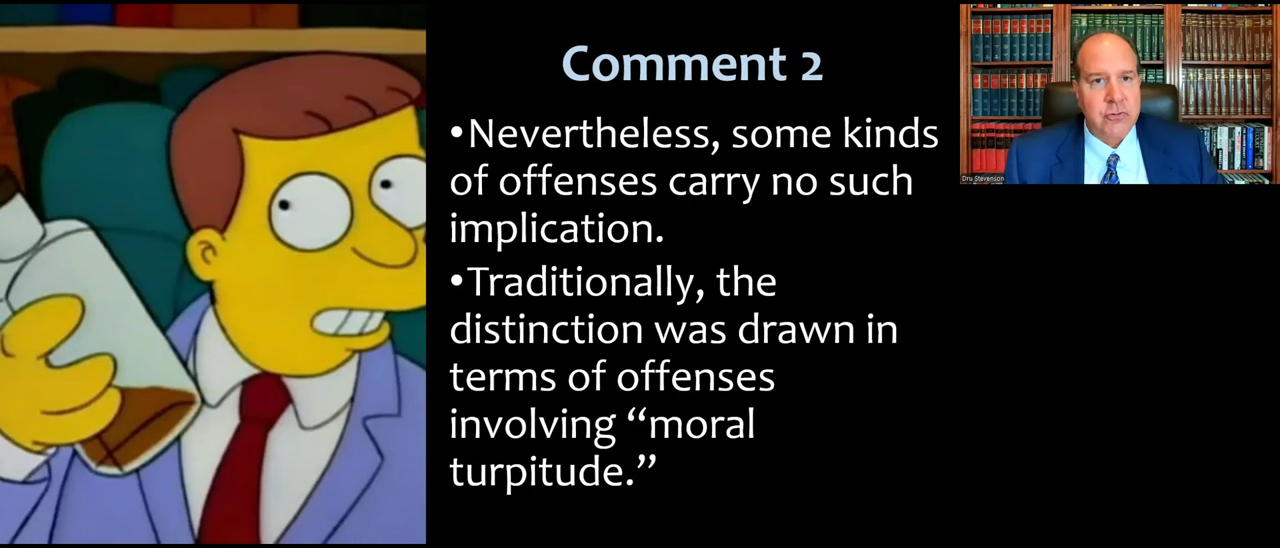 Comment 2
•Nevertheless, some kinds
of offenses carry no such
implication.
•Traditionally, the
distinction was drawn in
terms of offenses
involving “moral
turpitude.”
Dru Stevenson